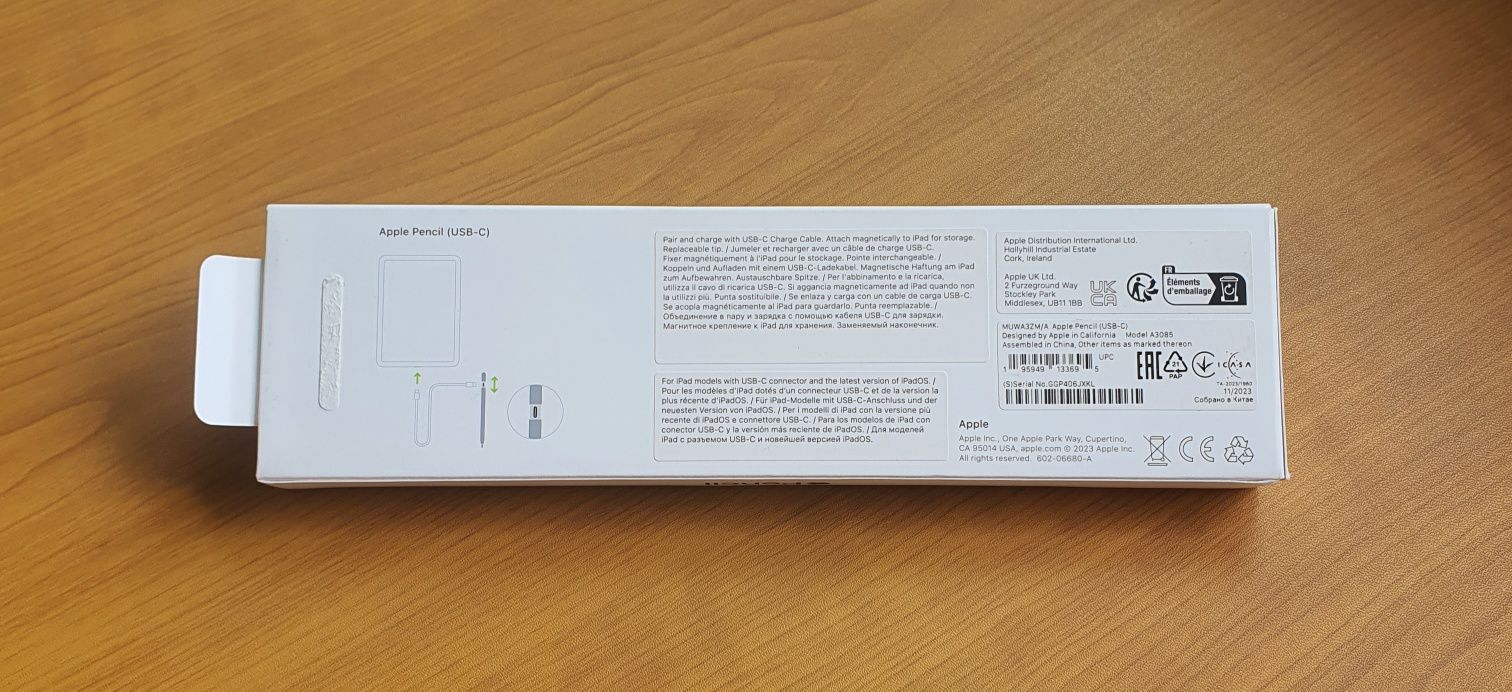 Apple Pencil (USB-C)
Pair and charge with USB-C Charge Cable. Attach magnetically to iPad for storage.
Replaceable tip. / Jumeler et recharger avec un câble de charge USB-C.
Fixer magnétiquement à l'iPad pour le stockage. Pointe interchangeable. /
Koppeln und Aufladen mit einem USB-C-Ladekabel. Magnetische Haftung am iPad
zum Aufbewahren. Austauschbare Spitze. / Per l'abbinamento e la ricarica,
utilizza il cavo di ricarica USB-C. Si aggancia magneticamente ad iPad quando non
la utilizzi più. Punta sostituibile. / Se enlaza y carga con un cable de carga USB-C.
Se acopla magnéticamente al iPad para guardarlo. Punta reemplazable. /
Объединение в пару и зарядка с помощью кабеля USB-C для зарядки.
Магнитное крепление к iPad для хранения. Заменяемый наконечник.
For iPad models with USB-C connector and the latest version of iPadOS. /
Pour les modèles d'iPad dotés d'un connecteur USB-C et de la version la
plus récente d'iPadOS. / Für iPad-Modelle mit USB-C-Anschluss und der
neuesten Version von iPadOS. / Per i modelli di iPad con la versione più
recente di iPadOS e connettore USB-C. / Para los modelos de iPad con
conector USB-C y la versión más reciente de iPadOS. / Для моделей
iPad с разъемом USB-C и новейшей версией iPadOS.
Apple Distribution International Ltd.
Hollyhill Industrial Estate
Cork, Ireland
Apple UK Ltd.
2 Furzeground Way
Stockley Park
Middlesex, UB11 1BB
UK
CA
FR
Éléments
d'emballage
MUWA3ZM/A Apple Pencil (USB-C)
Designed by Apple in California Model A3085
Assembled in China, Other items as marked thereon
UPC
1 95949 13369 5
(S)Serial No.GGP406JXKL
EAC
21
PAP
ICASA
TA-2023/1980
11/2023
Собрано в Китае
Apple
Apple Inc., One Apple Park Way, Cupertino,
CA 95014 USA, apple.com © 2023 Apple Inc.
All rights reserved. 602-06680-A
CE
Pencil